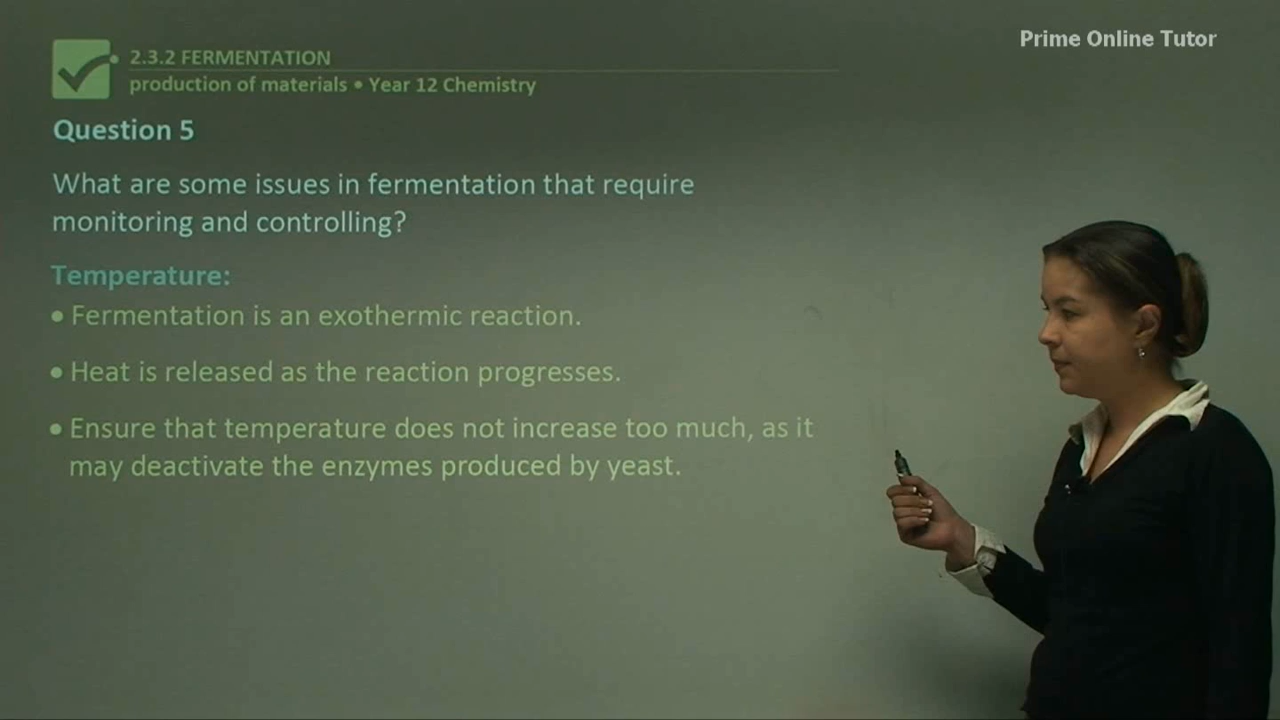 Prime Online Tutor
2.3.2 FERMENTATION
production of materials • Year 12 Chemistry
Question 5
What are some issues in fermentation that require
monitoring and controlling?
Temperature:
• Fermentation is an exothermic reaction.
• Heat is released as the reaction progresses.
• Ensure that temperature does not increase too much, as it
may deactivate the enzymes produced by yeast.